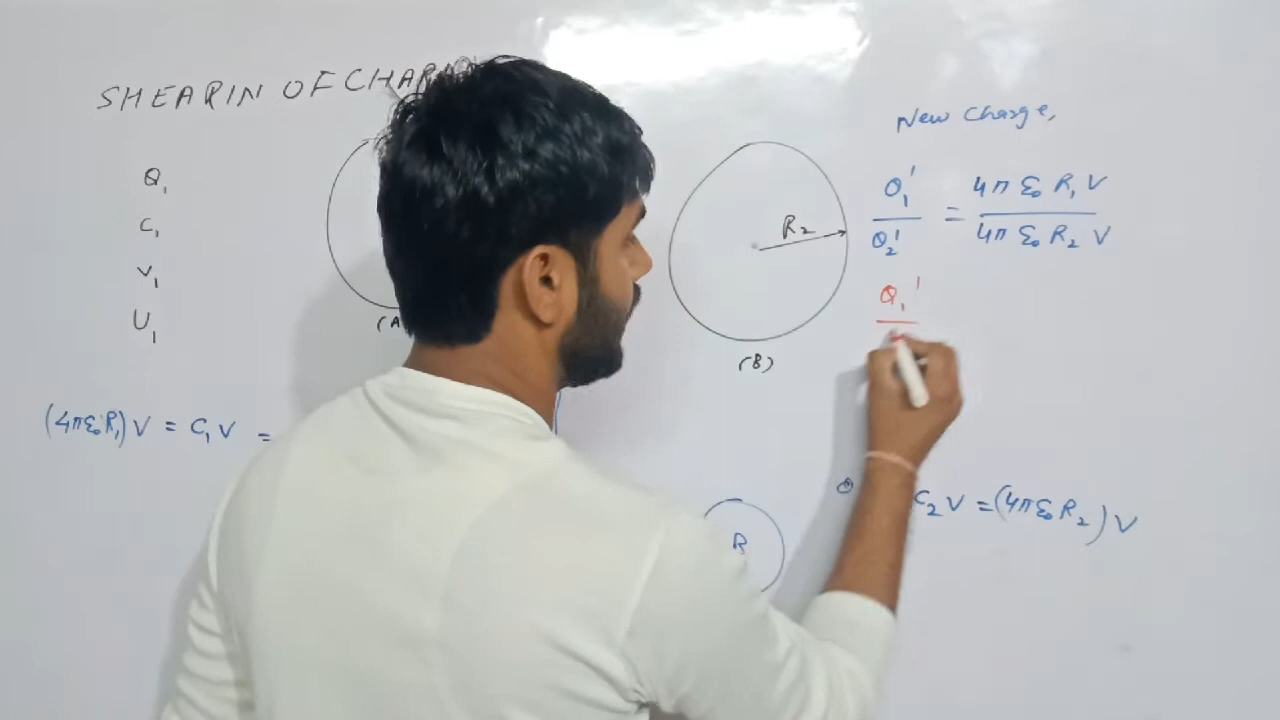 SHEARIN OF CHARG
New Charge,
Q₁
C₁
V₁
U₁
R₂
Q₁' / Q₂' = 4π ε₀ R₁ V / 4π ε₀ R₂ V
Q₁'
(A
(B)
(4πε₀R₁)V = C₁V =
C₂V = (4πε₀R₂)V
B